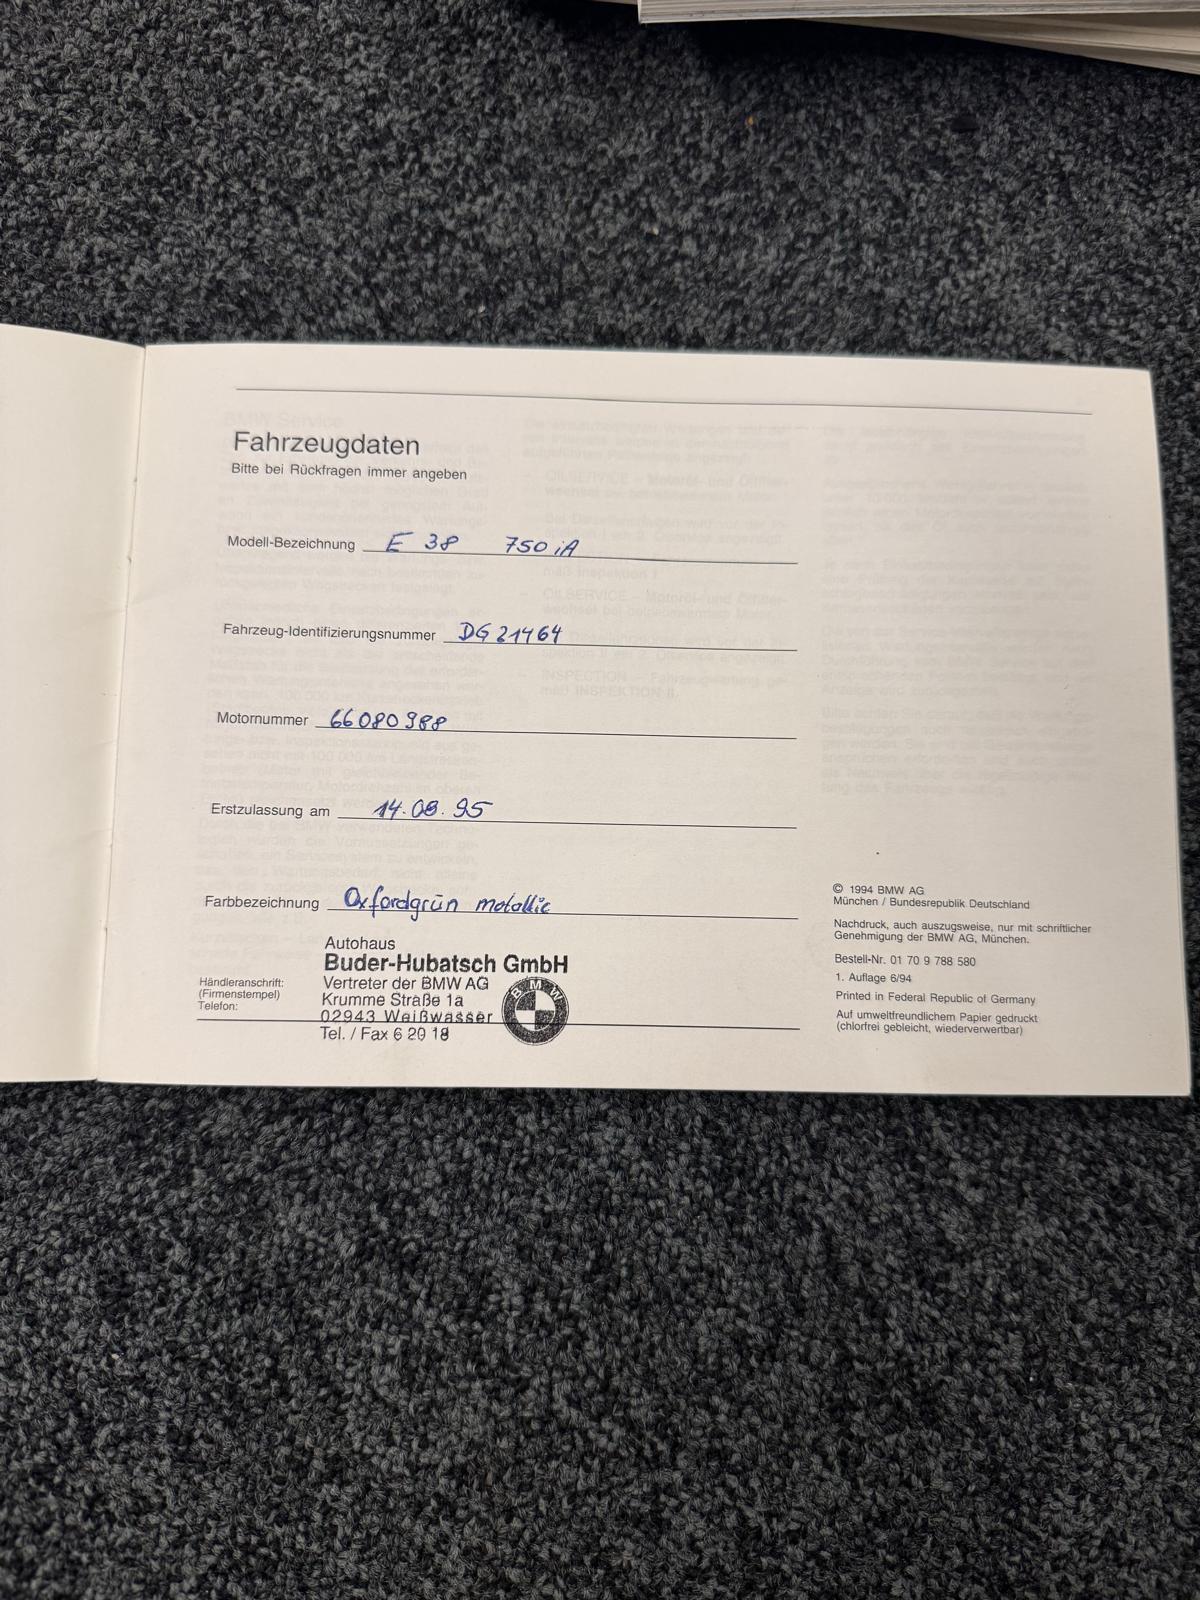 Fahrzeugdaten
Bitte bei Rückfragen immer angeben
Modell-Bezeichnung E 38 750 iA
Fahrzeug-Identifizierungsnummer DG 21464
Motornummer 66080988
Erstzulassung am 14.08.95
Farbbezeichnung Oxfordgrün metallic
Autohaus
Buder-Hubatsch GmbH
Vertreter der BMW AG
Krumme Straße 1a
02943 Weißwasser
Tel. / Fax 6 20 18
BMW
Händleranschrift:
(Firmenstempel)
Telefon:
© 1994 BMW AG
München / Bundesrepublik Deutschland
Nachdruck, auch auszugsweise, nur mit schriftlicher
Genehmigung der BMW AG, München.
Bestell-Nr. 01 70 9 788 580
1. Auflage 6/94
Printed in Federal Republic of Germany
Auf umweltfreundlichem Papier gedruckt
(chlorfrei gebleicht, wiederverwertbar)